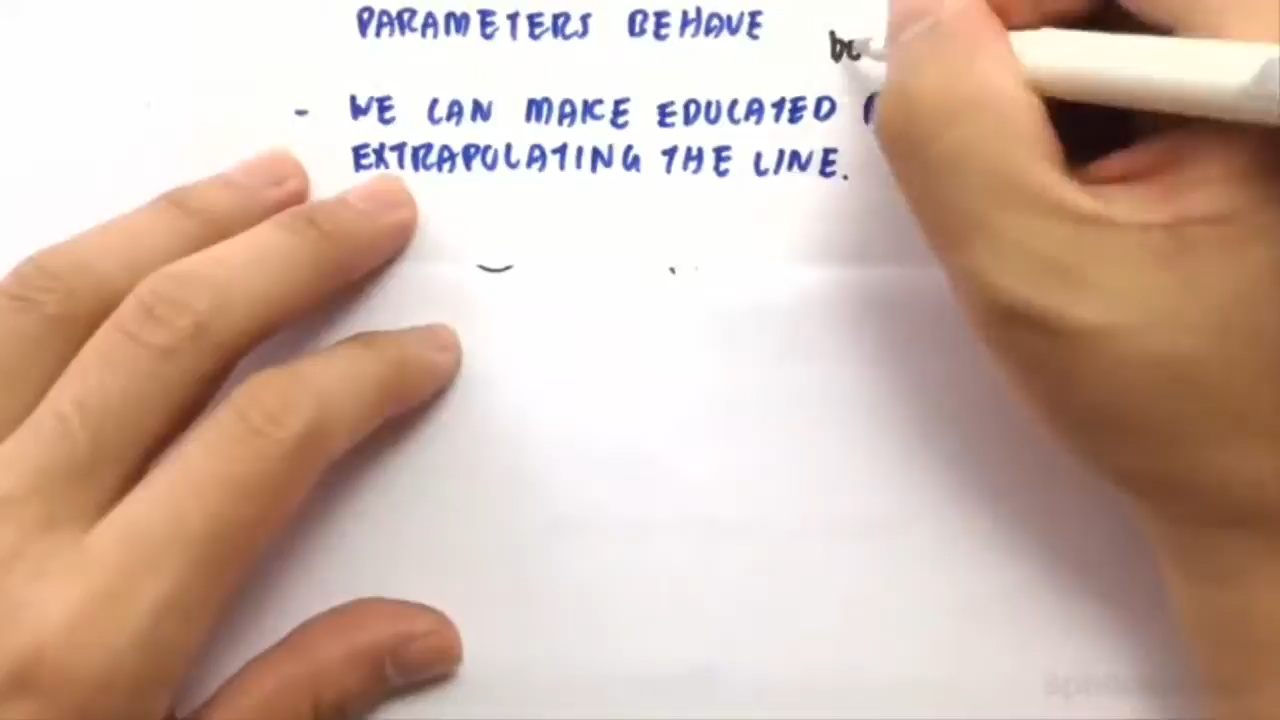 PARAMETERS BEHAVE
- WE CAN MAKE EDUCATED
EXTRAPOLATING THE LINE.